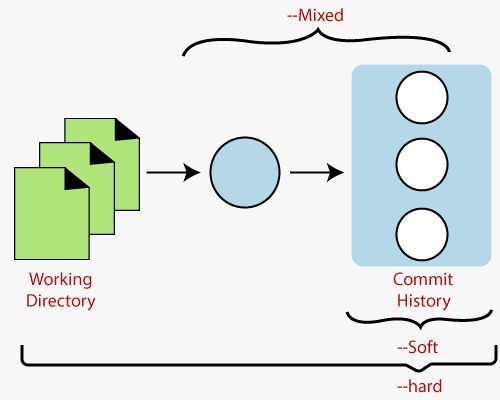 --Mixed
Working
Directory
Commit
History
--Soft
--hard